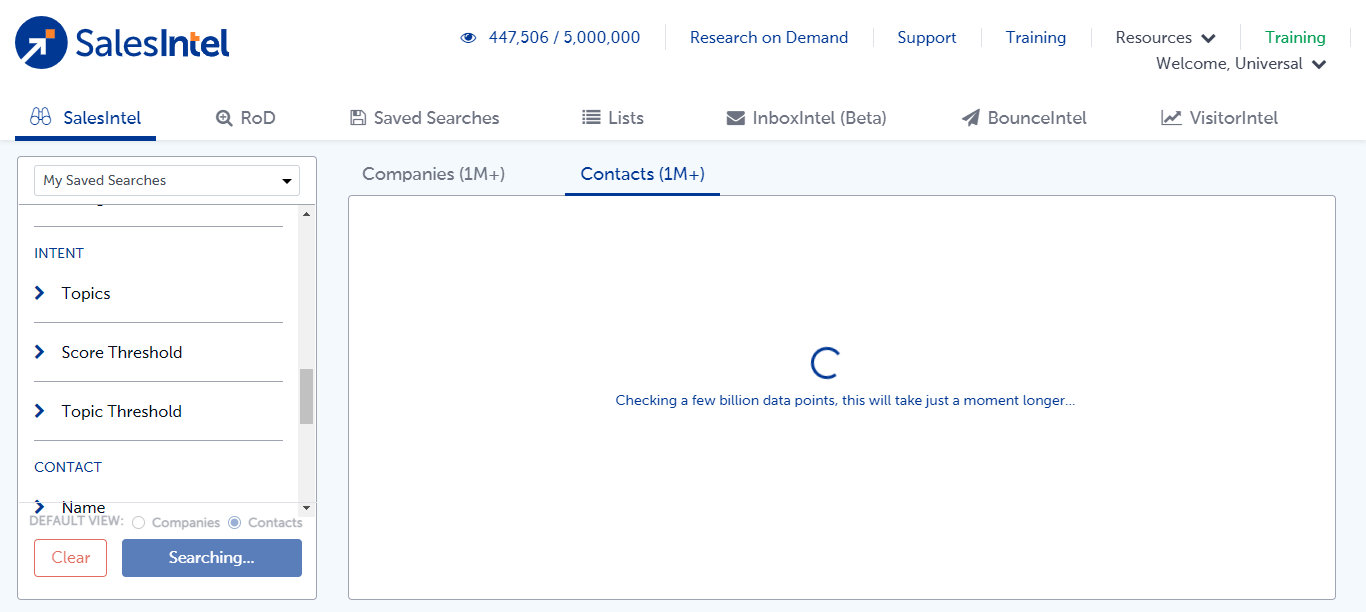 SalesIntel
447,506 / 5,000,000
Research on Demand
Support
Training
Resources
Training
Welcome, Universal
SalesIntel
RoD
Saved Searches
Lists
InboxIntel (Beta)
BounceIntel
VisitorIntel
My Saved Searches
Companies (1M+)
Contacts (1M+)
INTENT
Topics
Score Threshold
Topic Threshold
CONTACT
Name
DEFAULT VIEW:
Companies
Contacts
Clear
Searching...
Checking a few billion data points, this will take just a moment longer...